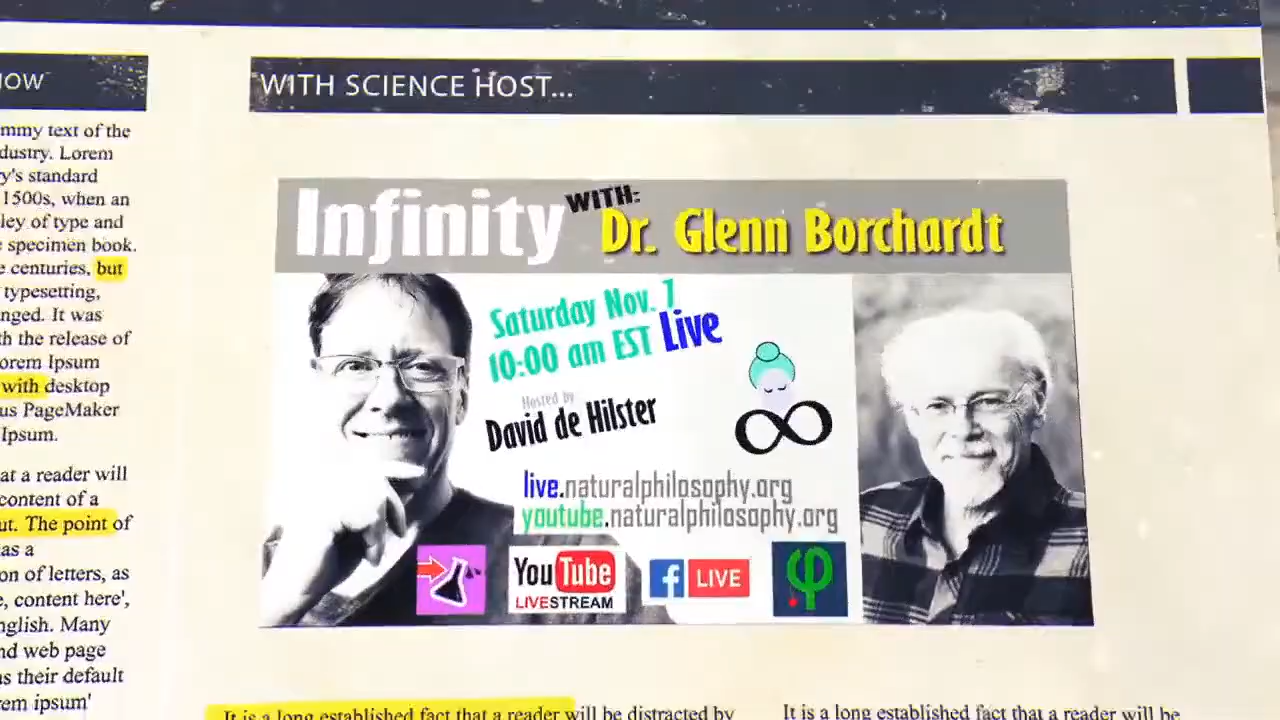 NOW
mmy text of the
dustry. Lorem
ry's standard
1500s, when an
ley of type and
specimen book.
centuries, but
typesetting,
nged. It was
th the release of
orem Ipsum
with desktop
us PageMaker
Ipsum.
at a reader will
content of a
ut. The point of
as a
on of letters, as
, content here',
nglish. Many
nd web page
as their default
rem ipsum'
WITH SCIENCE HOST...
Infinity WITH: Dr. Glenn Borchardt
Saturday Nov. 7
10:00 am EST Live
Hosted by
David de Hilster
live.naturalphilosophy.org
youtube.naturalphilosophy.org
YouTube
LIVESTREAM
f LIVE
φ
It is a long established fact that a reader will be distracted by
It is a long established fact that a reader will be